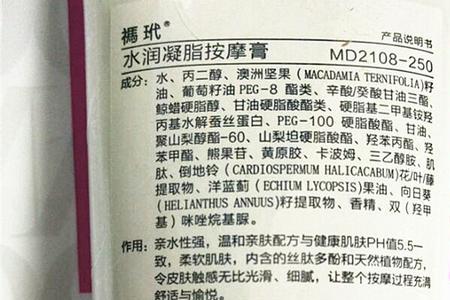 禢玳®
产品说明书
水润凝脂按摩膏 MD2108-250
成分：水、丙二醇、澳洲坚果(MACADAMIA TERNIFOLIA)籽
油、葡萄籽油PEG-8 酯类、辛酸/癸酸甘油三酯、
鲸蜡硬脂醇、甘油硬脂酸酯类、硬脂基二甲基铵羟
丙基水解蚕丝蛋白、PEG-100 硬脂酸酯、甘油、
聚山梨醇酯-60、山梨坦硬脂酸酯、羟苯丙酯、羟
苯甲酯、熊果苷、黄原胶、卡波姆、三乙醇胺、肌
肽、倒地铃(CARDIOSPERMUM HALICACABUM)花/叶/藤
提取物、洋蓝蓟(ECHIUM LYCOPSIS)果油、向日葵
(HELIANTHUS ANNUUS)籽提取物、香精、双(羟甲
基)咪唑烷基脲。
作用：亲水性强，温和亲肤配方与健康肌肤PH值5.5一
致，柔软肌肤，内含的丝肽多酚和天然植物配方，
令皮肤触感无比光滑、细腻，让整个按摩过程充满
舒适与愉悦。